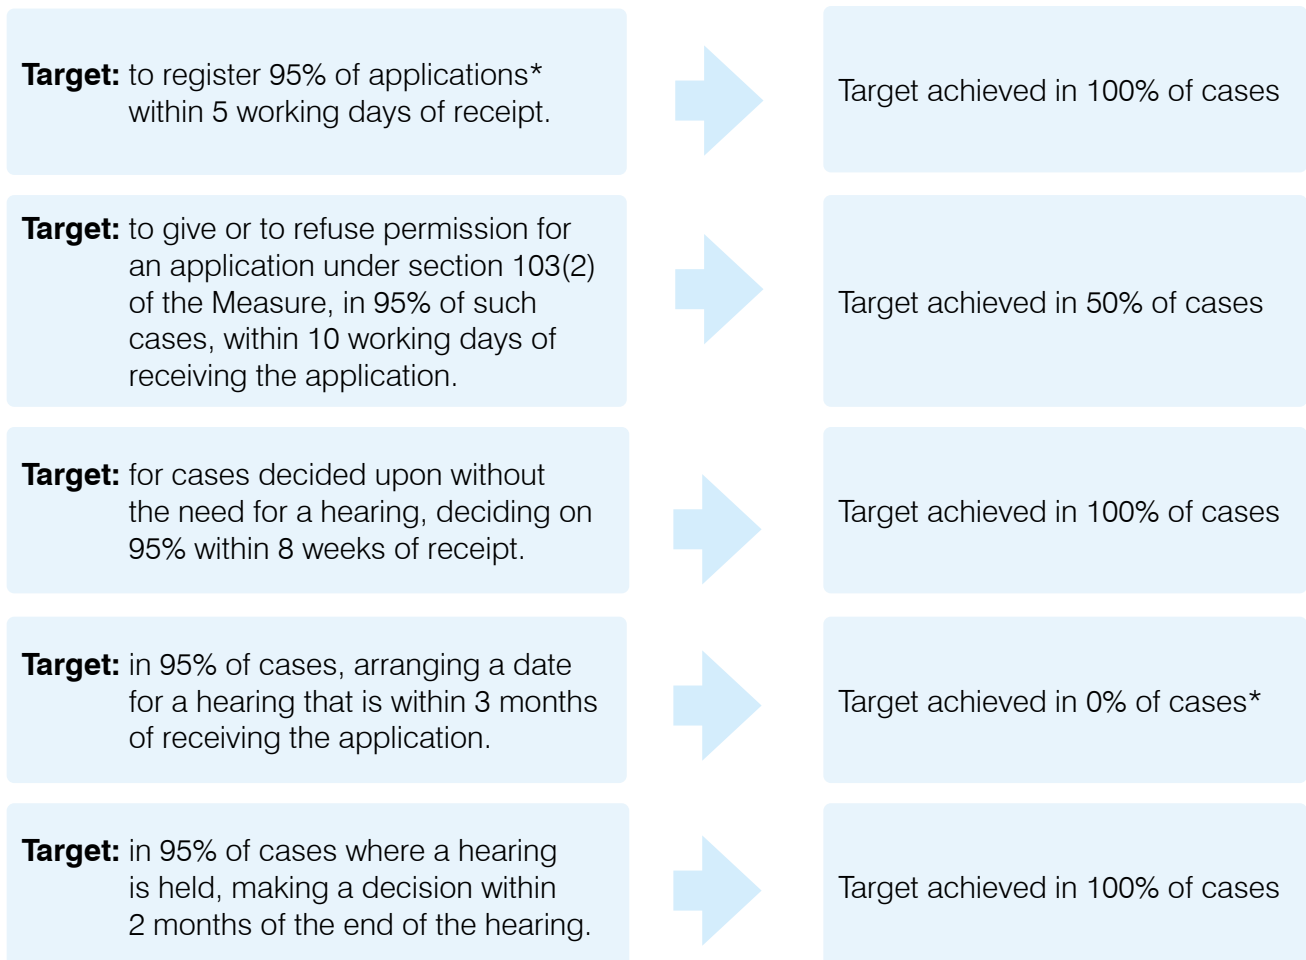 Target: to register 95% of applications*
within 5 working days of receipt.
Target achieved in 100% of cases
Target: to give or to refuse permission for
an application under section 103(2)
of the Measure, in 95% of such
cases, within 10 working days of
receiving the application.
Target achieved in 50% of cases
Target: for cases decided upon without
the need for a hearing, deciding on
95% within 8 weeks of receipt.
Target achieved in 100% of cases
Target: in 95% of cases, arranging a date
for a hearing that is within 3 months
of receiving the application.
Target achieved in 0% of cases*
Target: in 95% of cases where a hearing
is held, making a decision within
2 months of the end of the hearing.
Target achieved in 100% of cases